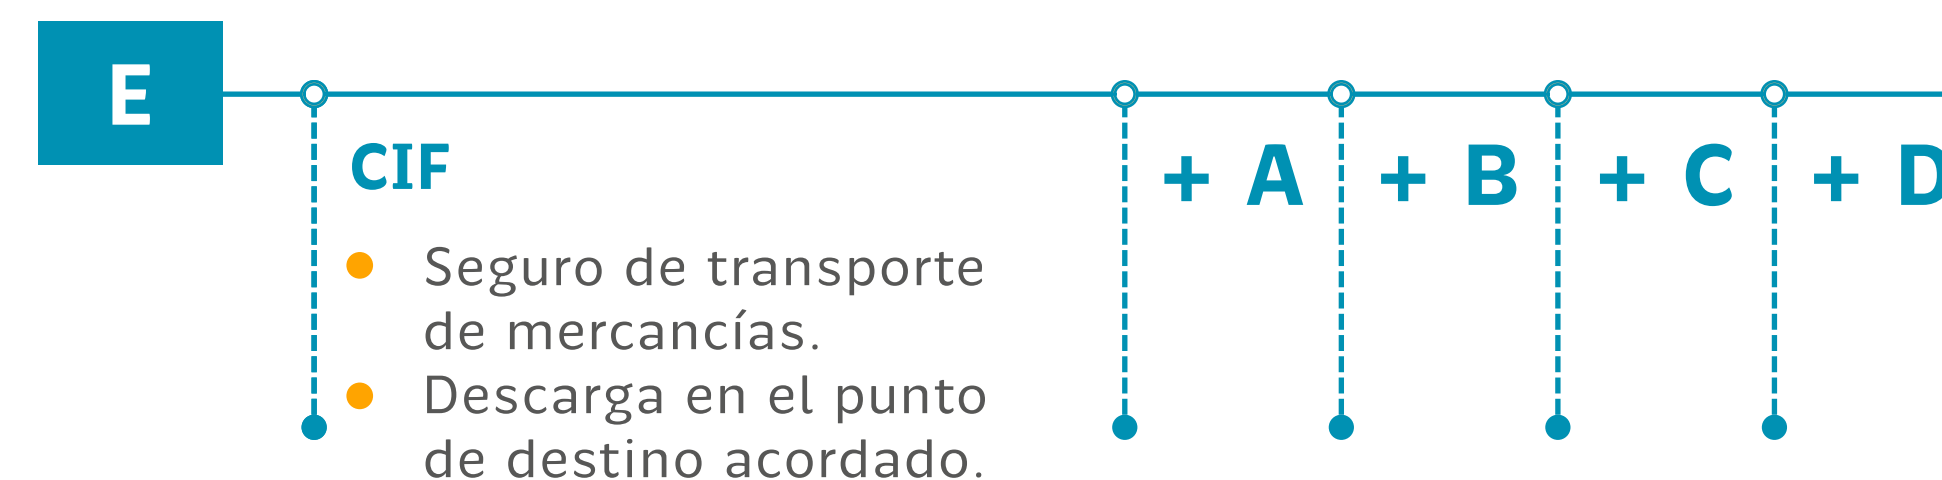 E
CIF
+ A + B + C + D
Seguro de transporte
de mercancías.
Descarga en el punto
de destino acordado.